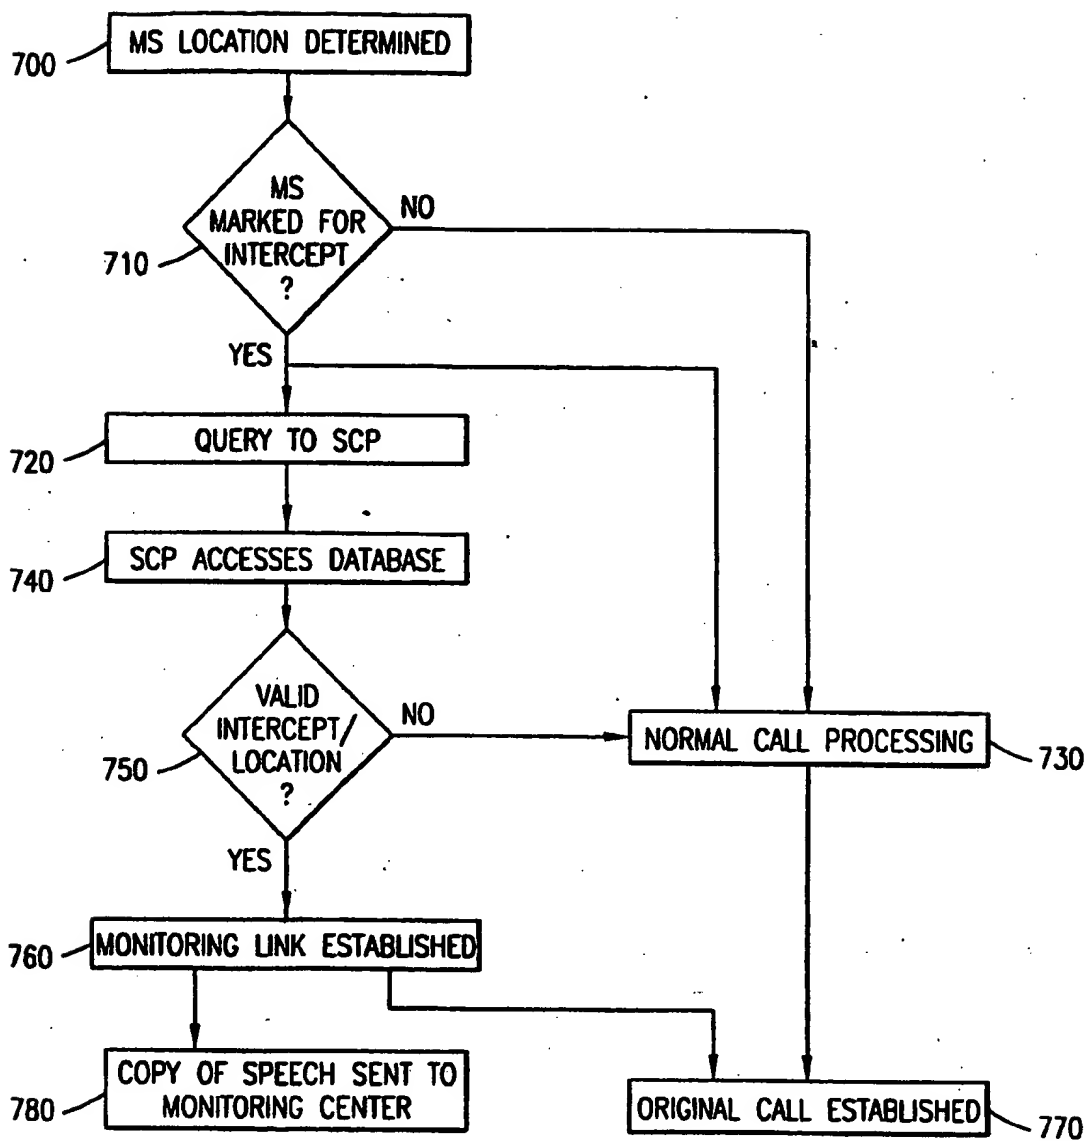 MS LOCATION DETERMINED
700
MS
MARKED FOR
INTERCEPT
?
710
NO
YES
QUERY TO SCP
720
SCP ACCESSES DATABASE
740
VALID
INTERCEPT/
LOCATION
?
750
NO
NORMAL CALL PROCESSING
730
YES
MONITORING LINK ESTABLISHED
760
COPY OF SPEECH SENT TO
MONITORING CENTER
780
ORIGINAL CALL ESTABLISHED
770